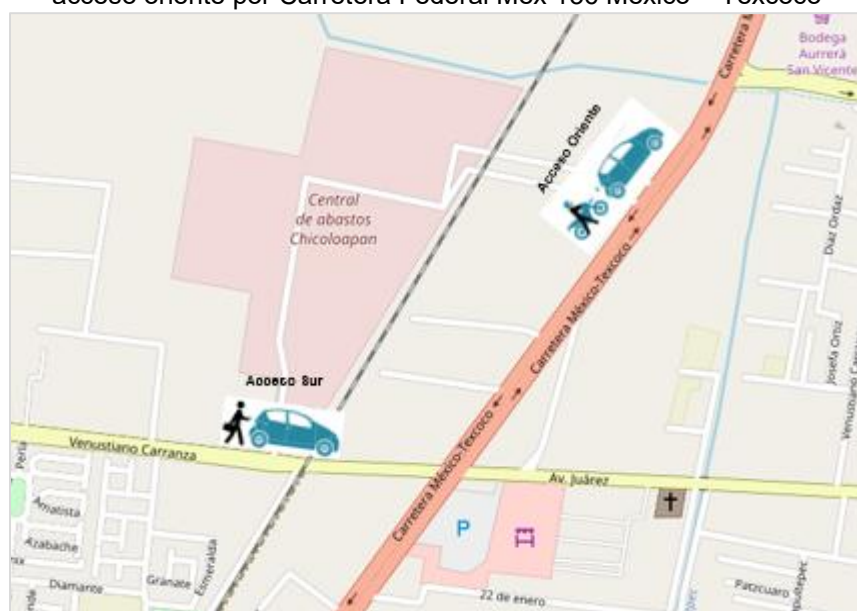 acceso oriente por Carretera Federal Mex 136 México – Texcoco
Carretera M
Bodega
Aurrerá
San Vicente
Acceso Oriente
Central
de abastos
Chicoloapan
Díaz Ordaz
Carretera México-Texcoco
Josefa Ortiz
Venustiano Carran
Acceso Sur
Venustiano Carranza
Perla
Carretera México-Texcoco
Av. Juárez
Amatista
Azabache
Esmeralda
P
Diamante
Granate
22 de enero
Patzcuaro